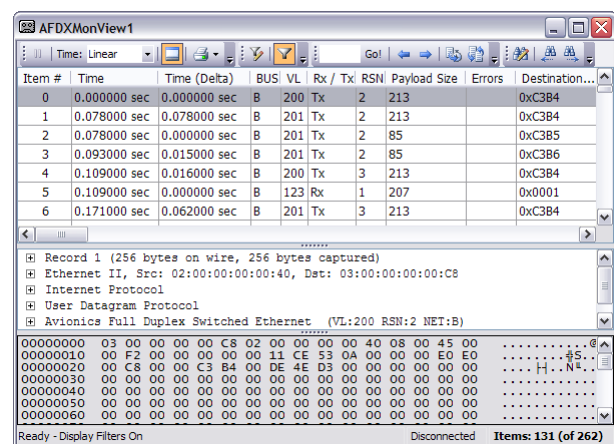 AFDXMonView1
Time: Linear Go!
Item # Time Time (Delta) BUS VL Rx / Tx RSN Payload Size Errors Destination...
0 0.000000 sec 0.000000 sec B 200 Tx 2 213 0xC3B4
1 0.078000 sec 0.078000 sec B 201 Tx 2 213 0xC3B4
2 0.078000 sec 0.000000 sec B 201 Tx 2 85 0xC3B5
3 0.093000 sec 0.015000 sec B 201 Tx 2 85 0xC3B6
4 0.109000 sec 0.016000 sec B 200 Tx 3 213 0xC3B4
5 0.109000 sec 0.000000 sec B 123 Rx 1 207 0x0001
6 0.171000 sec 0.062000 sec B 201 Tx 3 213 0xC3B4
Record 1 (256 bytes on wire, 256 bytes captured)
Ethernet II, Src: 02:00:00:00:00:40, Dst: 03:00:00:00:00:C8
Internet Protocol
User Datagram Protocol
Avionics Full Duplex Switched Ethernet (VL:200 RSN:2 NET:B)
00000000 03 00 00 00 00 C8 02 00 00 00 00 40 08 00 45 00 ...........@..
00000010 00 F2 00 00 00 00 00 11 CE 53 0A 00 00 00 E0 E0 ........╬S....
00000020 00 C8 00 00 C3 B4 00 DE 4E D3 00 00 00 00 00 00 ....├┤..N╙....
00000030 00 00 00 00 00 00 00 00 00 00 00 00 00 00 00 00 ..............
00000040 00 00 00 00 00 00 00 00 00 00 00 00 00 00 00 00 ..............
00000050 00 00 00 00 00 00 00 00 00 00 00 00 00 00 00 00 ..............
00000060 00 00 00 00 00 00 00 00 00 00 00 00 00 00 00 00 ..............
Ready - Display Filters On Disconnected Items: 131 (of 262)